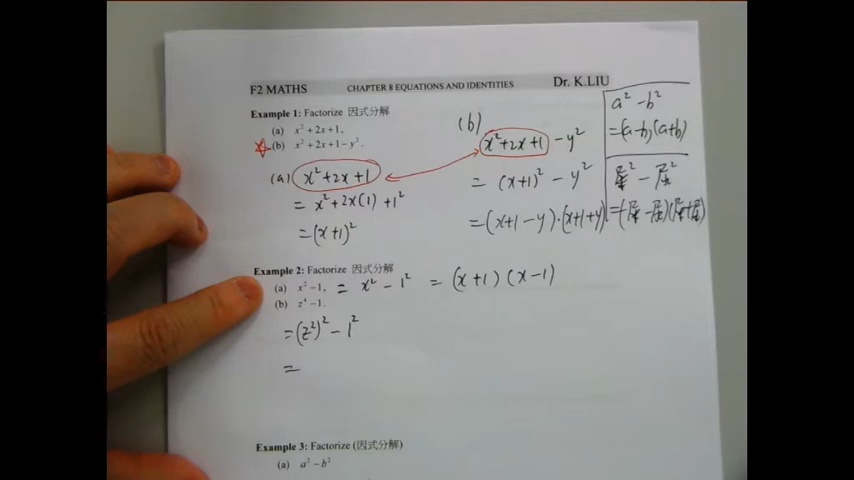 F2 MATHS CHAPTER 8 EQUATIONS AND IDENTITIES Dr. K.LIU
Example 1: Factorize 因式分解
(a) x² + 2x + 1,
(b) x² + 2x + 1 − y².
(a) x² + 2x + 1
= x² + 2x(1) + 1²
= (x + 1)²
(b) x² + 2x + 1 − y²
= (x+1)² − y²
= (x+1 − y)·(x+1+y)
a² − b²
= (a−b)(a+b)
Example 2: Factorize 因式分解
(a) x² − 1, = x² − 1² = (x+1)(x−1)
(b) z⁴ − 1.
= (z²)² − 1²
=
Example 3: Factorize (因式分解)
(a) a² − b²